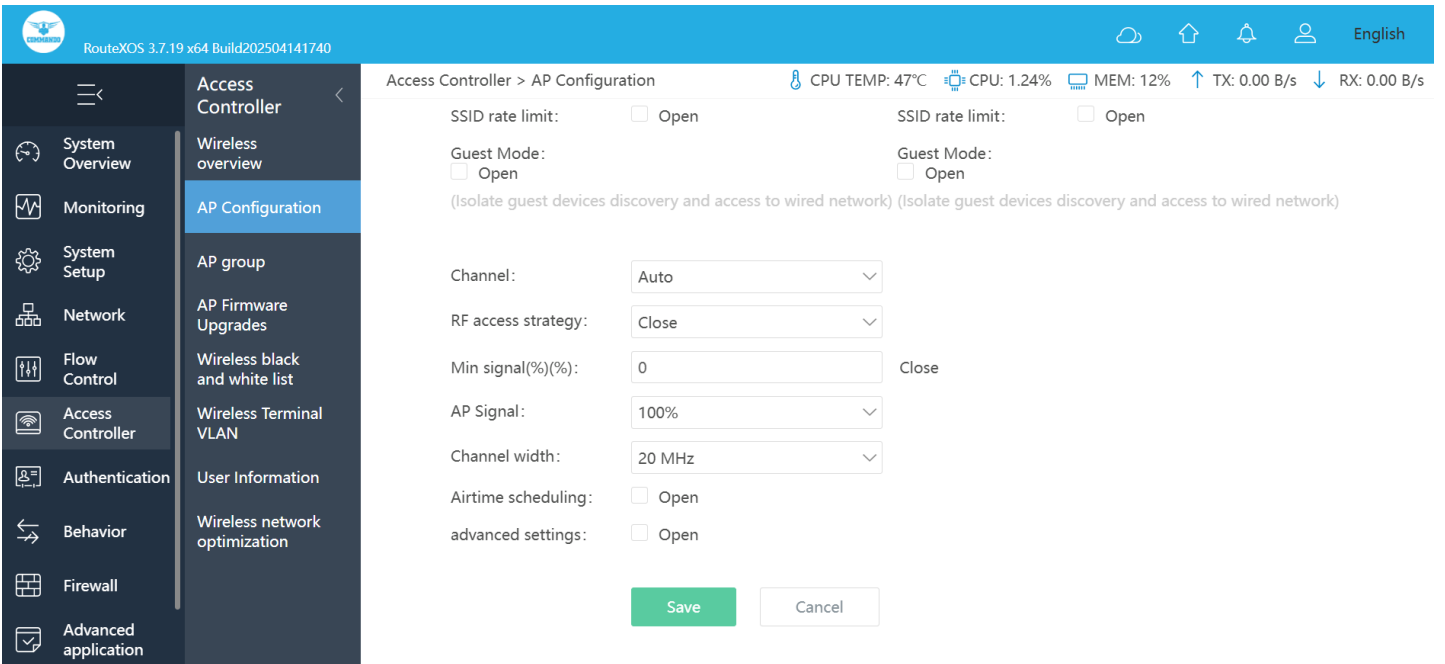 COMMANDO
RouteXOS 3.7.19 x64 Build202504141740
English
Access Controller
Access Controller > AP Configuration
CPU TEMP: 47℃ CPU: 1.24% MEM: 12% TX: 0.00 B/s RX: 0.00 B/s
System Overview
Monitoring
System Setup
Network
Flow Control
Access Controller
Authentication
Behavior
Firewall
Advanced application
Wireless overview
AP Configuration
AP group
AP Firmware Upgrades
Wireless black and white list
Wireless Terminal VLAN
User Information
Wireless network optimization
SSID rate limit: Open SSID rate limit: Open
Guest Mode: Guest Mode:
Open Open
(Isolate guest devices discovery and access to wired network) (Isolate guest devices discovery and access to wired network)
Channel: Auto
RF access strategy: Close
Min signal(%)(%): 0 Close
AP Signal: 100%
Channel width: 20 MHz
Airtime scheduling: Open
advanced settings: Open
Save Cancel